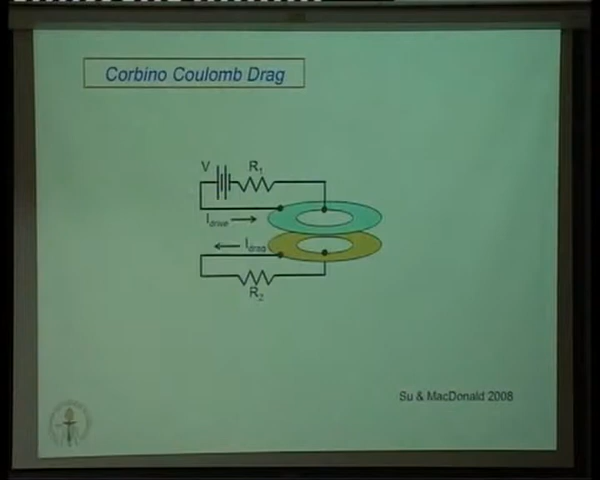 Corbino Coulomb Drag
V
R1
Idrive
Idrag
R2
Su & MacDonald 2008